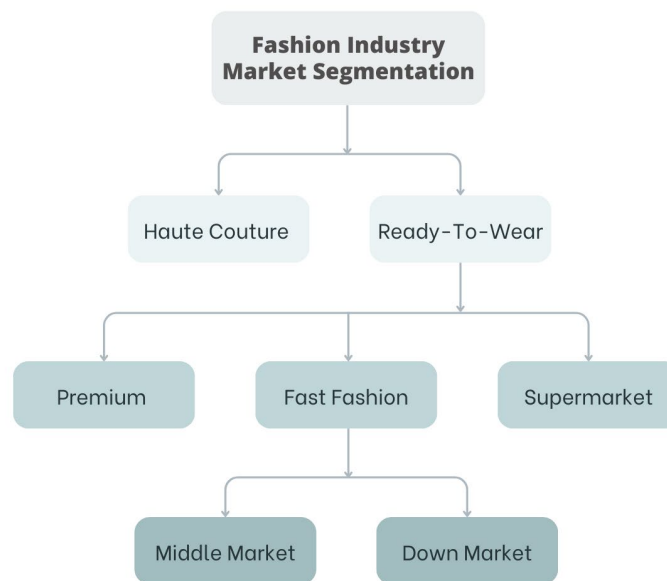 Fashion Industry
Market Segmentation
Haute Couture
Ready-To-Wear
Premium
Fast Fashion
Supermarket
Middle Market
Down Market